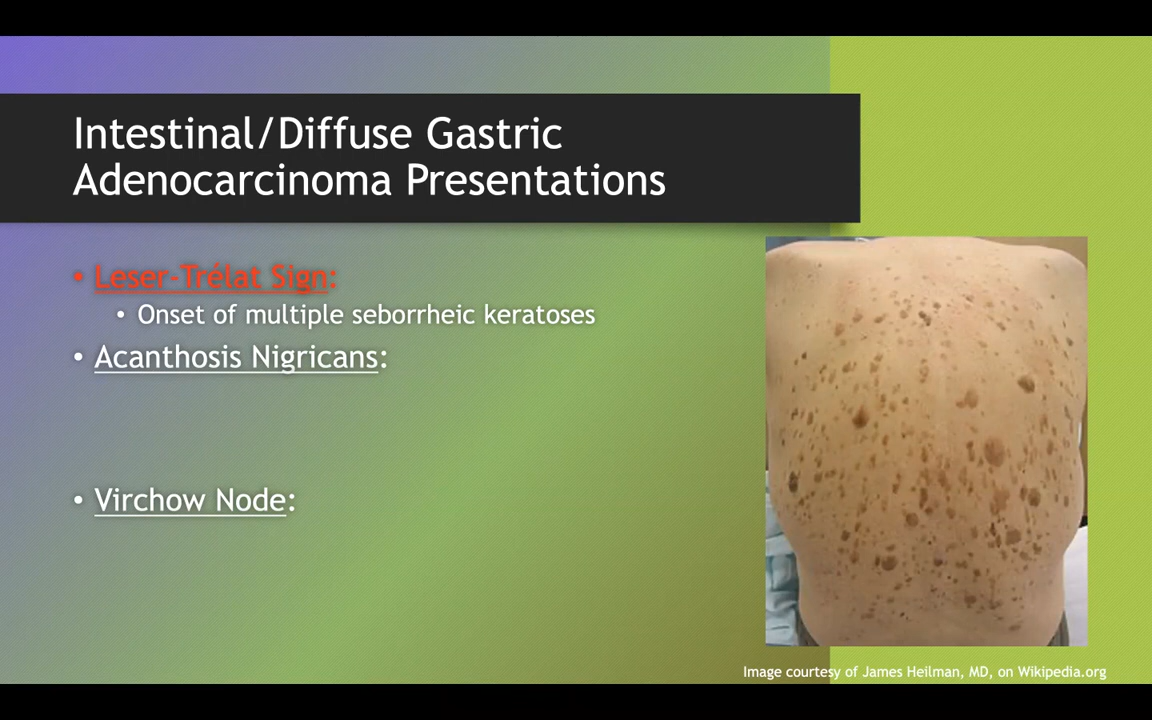 Intestinal/Diffuse Gastric
Adenocarcinoma Presentations
• Leser-Trélat Sign:
• Onset of multiple seborrheic keratoses
• Acanthosis Nigricans:
• Virchow Node:
Image courtesy of James Heilman, MD, on Wikipedia.org